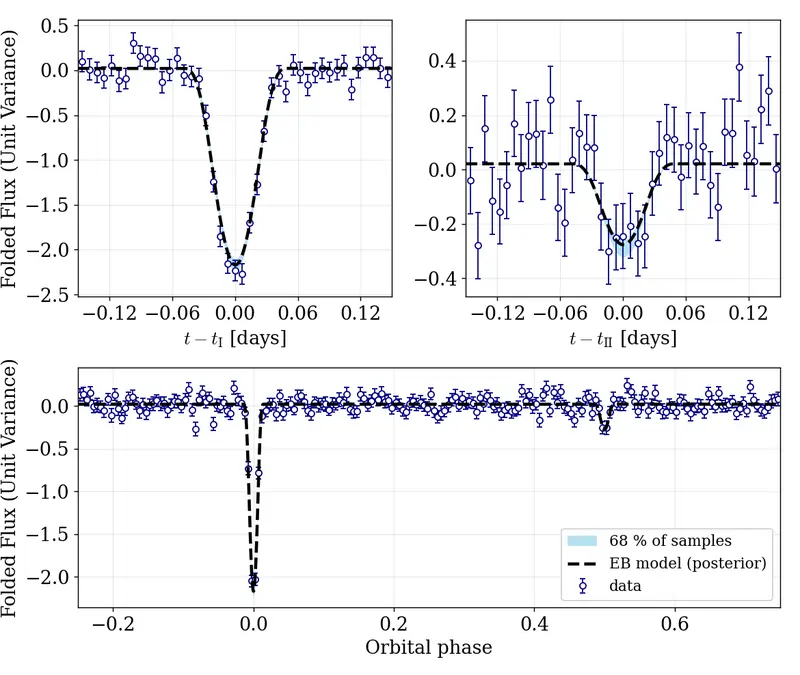 Folded Flux (Unit Variance)
0.5
0.0
−0.5
−1.0
−1.5
−2.0
−2.5
−0.12 −0.06 0.00 0.06 0.12
t − tI [days]
0.4
0.2
0.0
−0.2
−0.4
−0.12 −0.06 0.00 0.06 0.12
t − tII [days]
Folded Flux (Unit Variance)
0.0
−0.5
−1.0
−1.5
−2.0
68 % of samples
EB model (posterior)
data
−0.2 0.0 0.2 0.4 0.6
Orbital phase